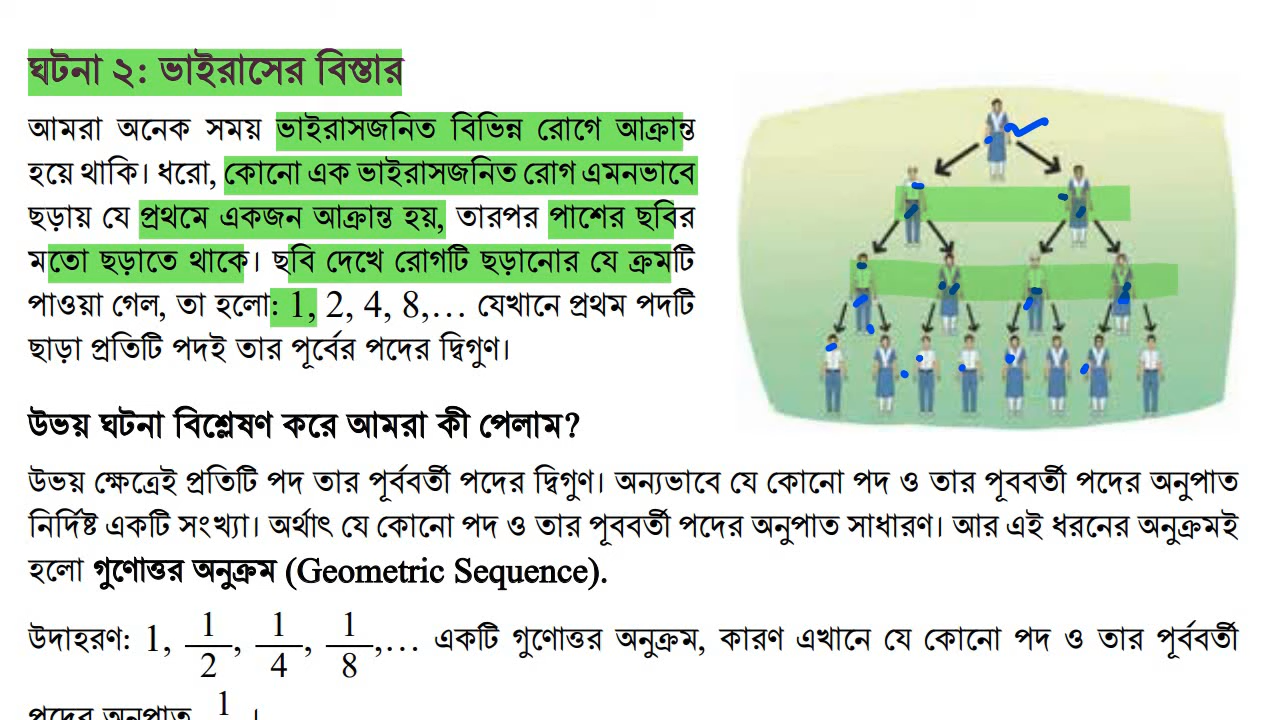 ঘটনা ২: ভাইরাসের বিস্তার
আমরা অনেক সময় ভাইরাসজনিত বিভিন্ন রোগে আক্রান্ত
হয়ে থাকি। ধরো, কোনো এক ভাইরাসজনিত রোগ এমনভাবে
ছড়ায় যে প্রথমে একজন আক্রান্ত হয়, তারপর পাশের ছবির
মতো ছড়াতে থাকে। ছবি দেখে রোগটি ছড়ানোর যে ক্রমটি
পাওয়া গেল, তা হলো: 1, 2, 4, 8,… যেখানে প্রথম পদটি
ছাড়া প্রতিটি পদই তার পূর্বের পদের দ্বিগুণ।
উভয় ঘটনা বিশ্লেষণ করে আমরা কী পেলাম?
উভয় ক্ষেত্রেই প্রতিটি পদ তার পূর্ববর্তী পদের দ্বিগুণ। অন্যভাবে যে কোনো পদ ও তার পূববর্তী পদের অনুপাত
নির্দিষ্ট একটি সংখ্যা। অর্থাৎ যে কোনো পদ ও তার পূববর্তী পদের অনুপাত সাধারণ। আর এই ধরনের অনুক্রমই
হলো গুণোত্তর অনুক্রম (Geometric Sequence).
উদাহরণ: 1, 1/2, 1/4, 1/8,… একটি গুণোত্তর অনুক্রম, কারণ এখানে যে কোনো পদ ও তার পূর্ববর্তী
পদের অনুপাত 1 ।